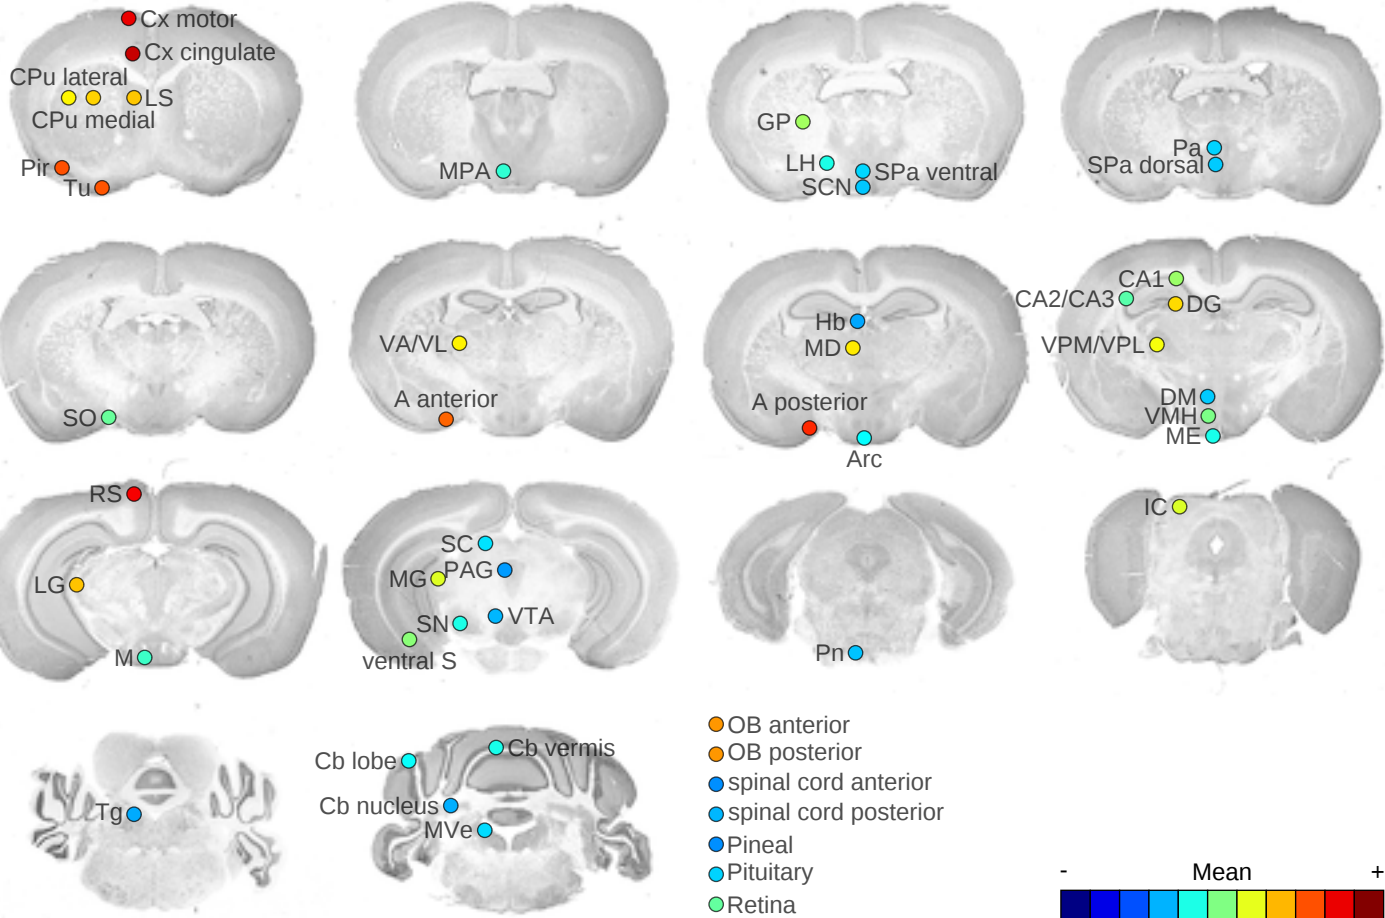 Cx motor
Cx cingulate
CPu lateral
LS
CPu medial
Pir
Tu
MPA
GP
LH
SPa ventral
SCN
Pa
SPa dorsal
SO
VA/VL
A anterior
Hb
MD
A posterior
Arc
CA1
CA2/CA3
DG
VPM/VPL
DM
VMH
ME
RS
LG
M
SC
MG
PAG
SN
VTA
ventral S
Pn
IC
Tg
Cb lobe
Cb vermis
Cb nucleus
MVe
OB anterior
OB posterior
spinal cord anterior
spinal cord posterior
Pineal
Pituitary
Retina
- Mean +